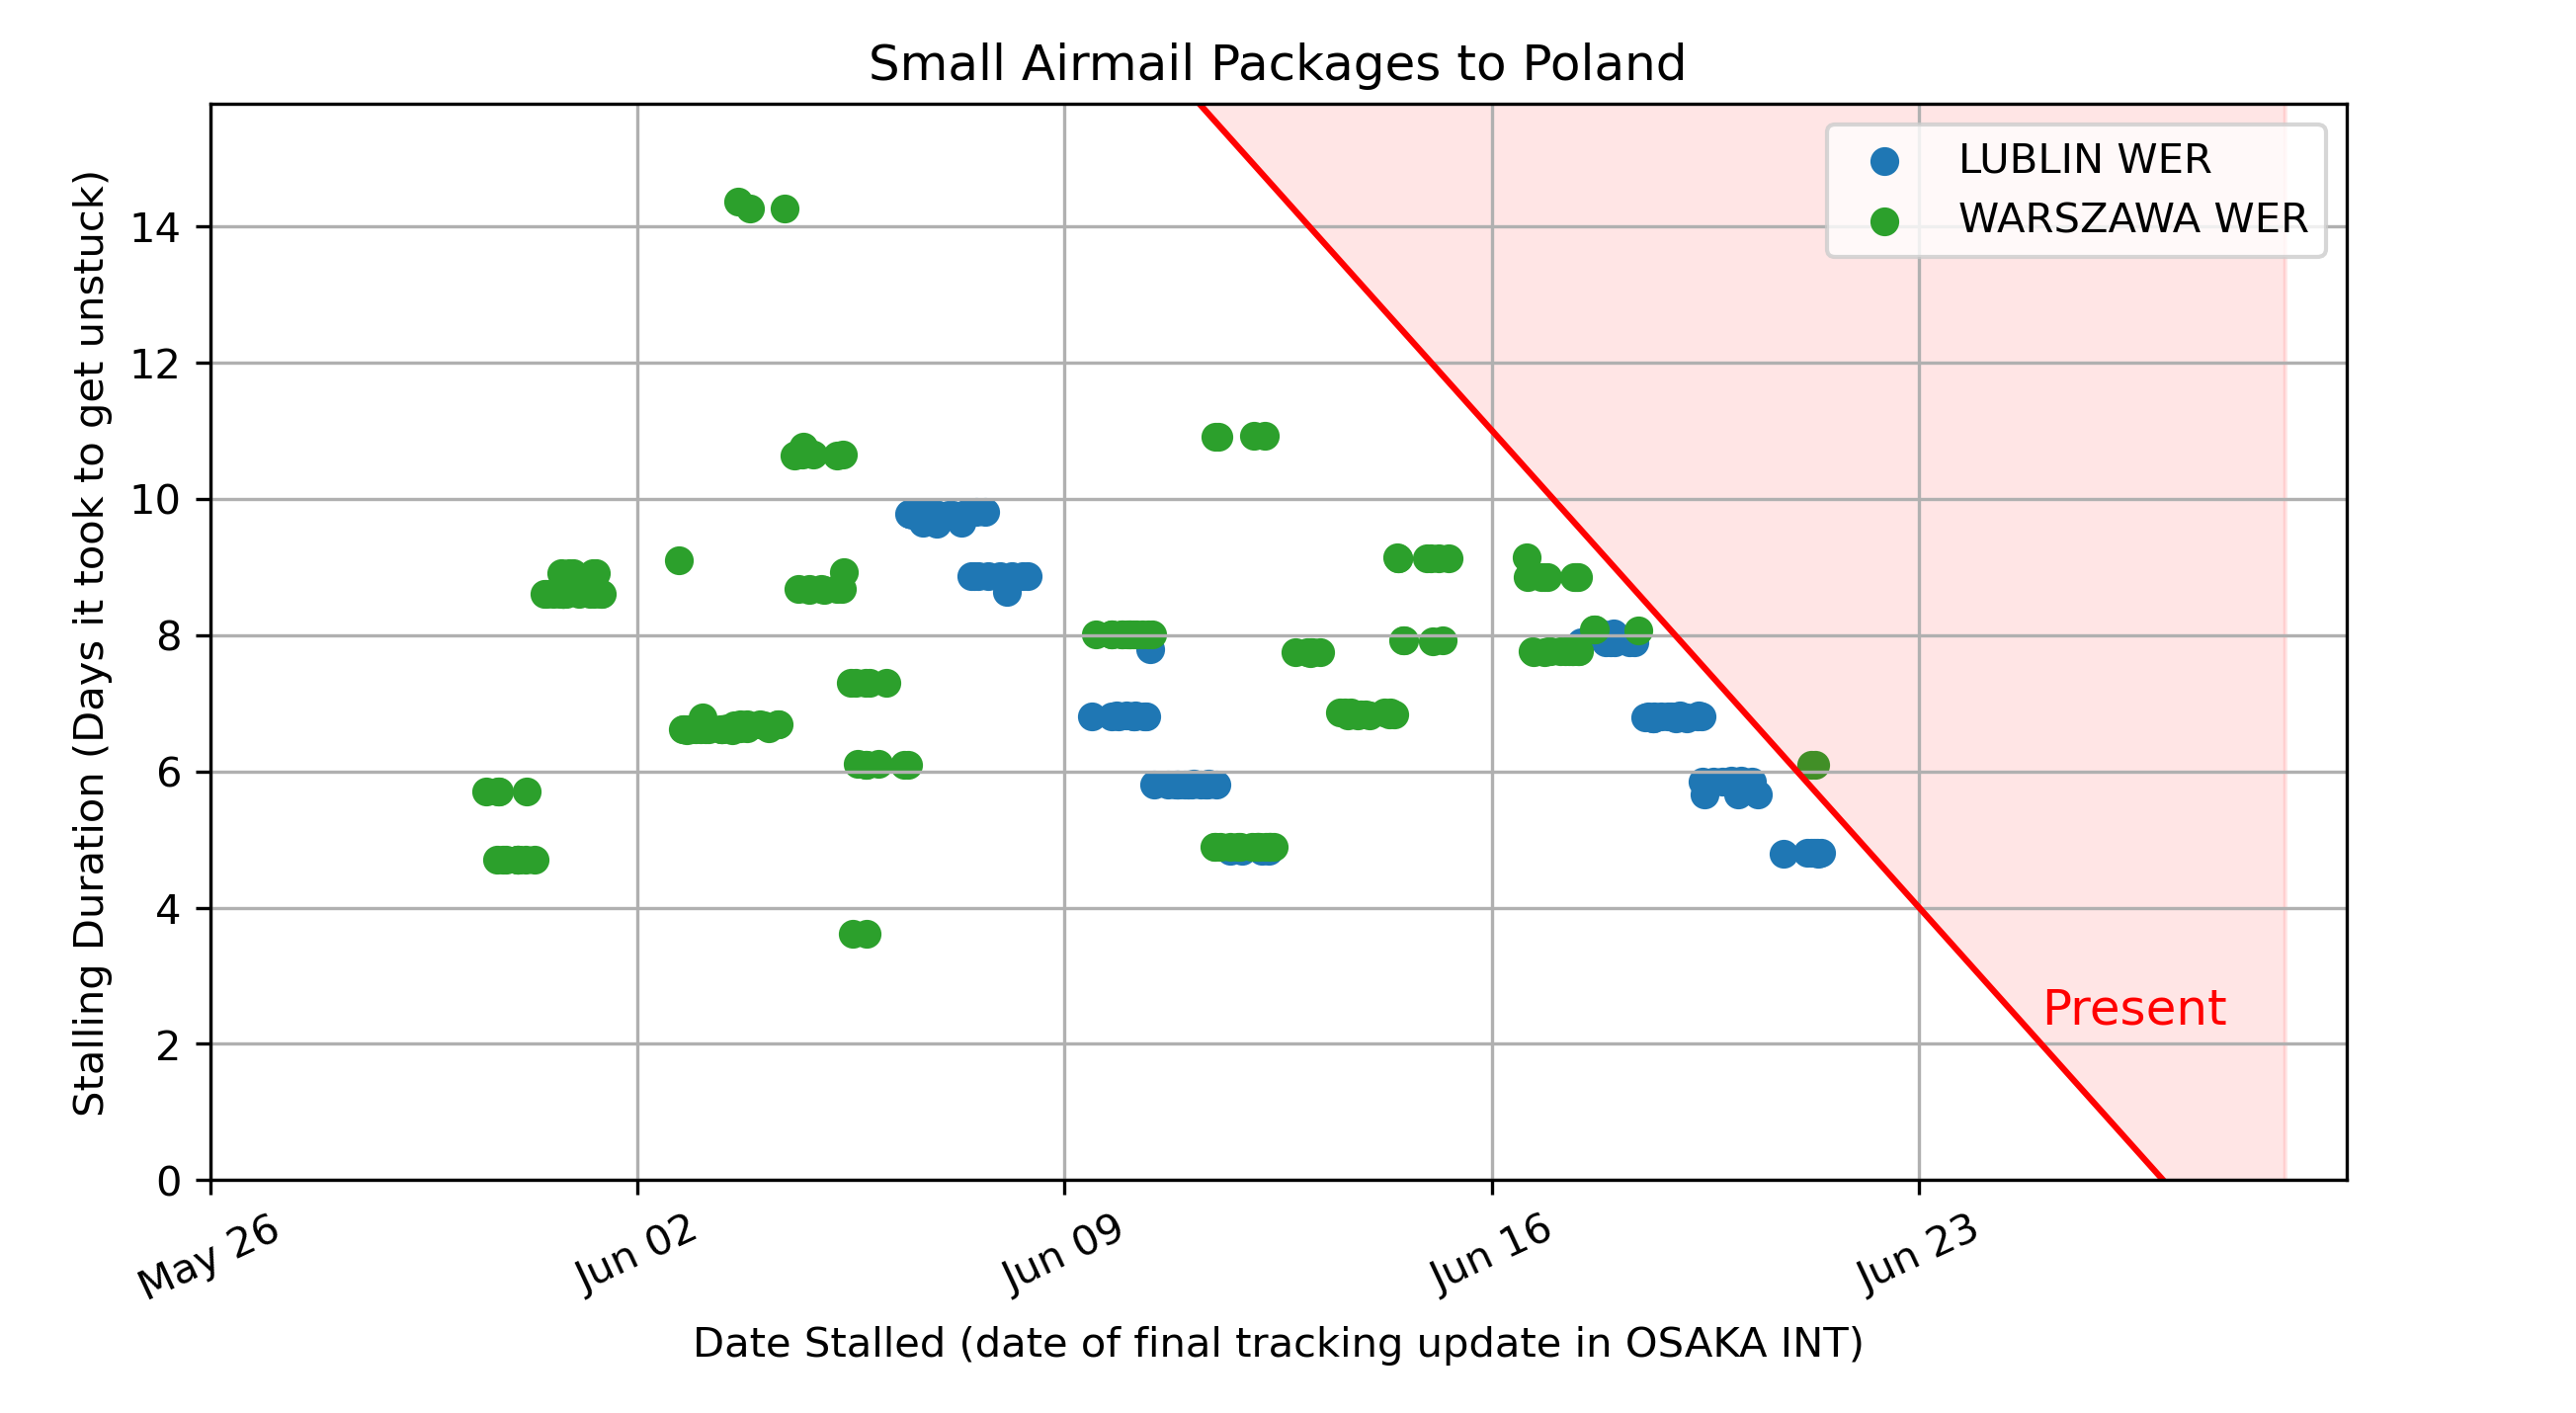 Small Airmail Packages to Poland
LUBLIN WER
WARSZAWA WER
Stalling Duration (Days it took to get unstuck)
14
12
10
8
6
4
2
0
Present
May 26
Jun 02
Jun 09
Jun 16
Jun 23
Date Stalled (date of final tracking update in OSAKA INT)